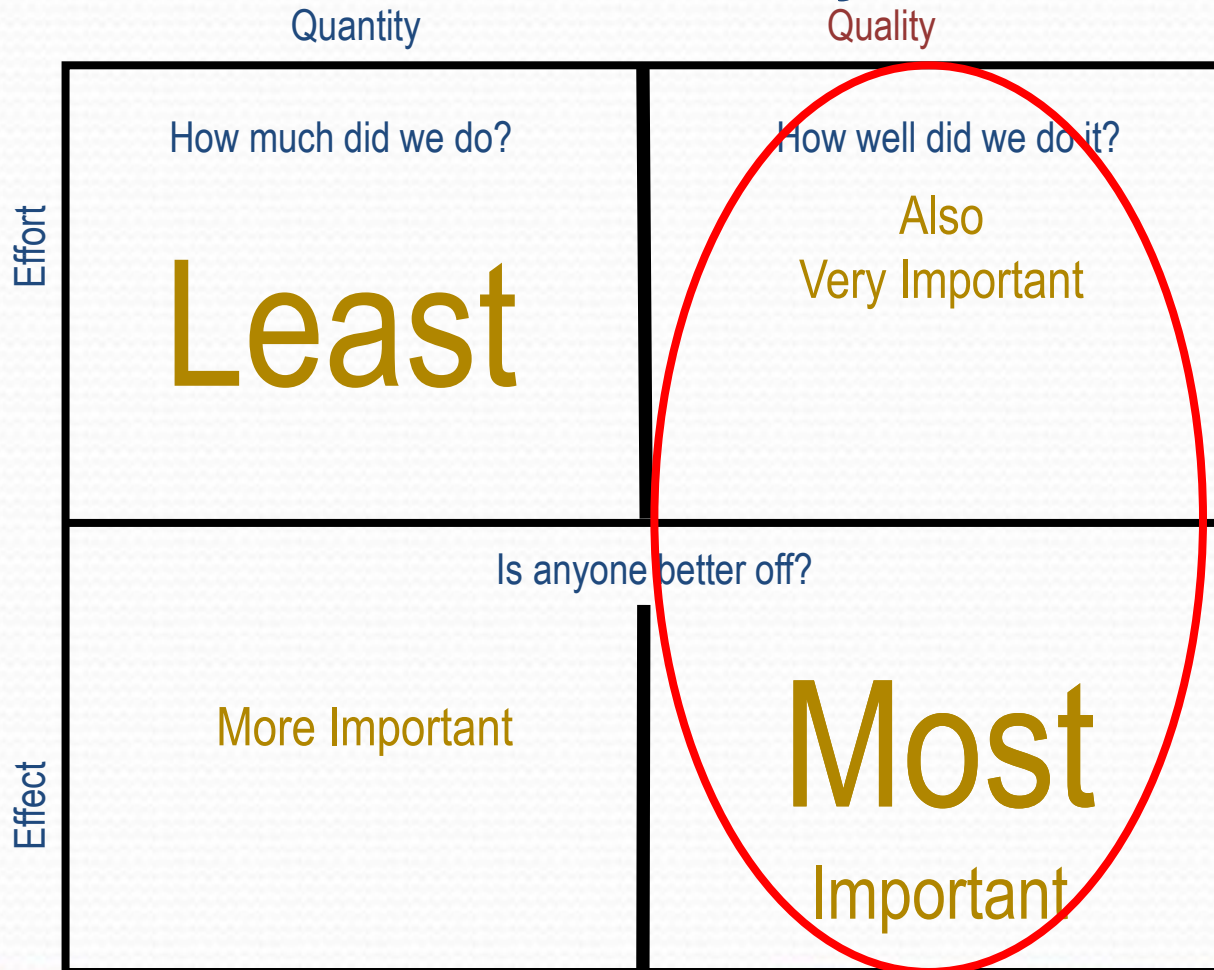 Quantity
Quality
How much did we do?
How well did we do it?
Effort
Least
Also
Very Important
Is anyone better off?
Effect
More Important
Most
Important